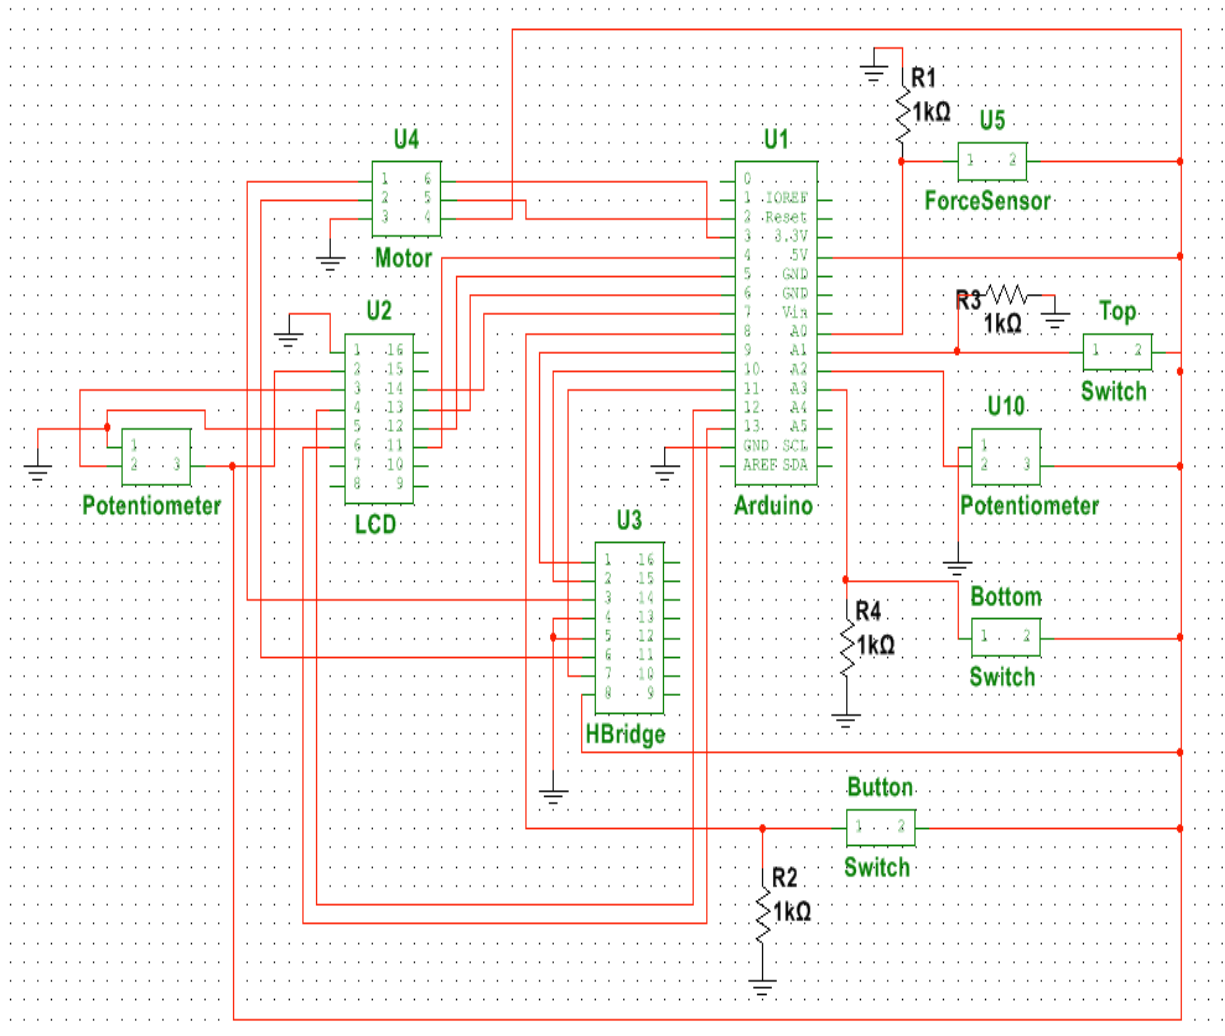 R1
1kΩ
U5
1 2
ForceSensor
U4
1 6
2 5
3 4
Motor
U1
0
1 IOREF
2 Reset
3 3.3V
4 5V
5 GND
6 GND
7 Vin
8 A0
9 A1
10 A2
11 A3
12 A4
13 A5
GND SCL
AREF SDA
Arduino
R3
1kΩ
Top
1 2
Switch
U2
1 16
2 15
3 14
4 13
5 12
6 11
7 10
8 9
LCD
1
2 3
Potentiometer
U10
1
2 3
Potentiometer
U3
1 16
2 15
3 14
4 13
5 12
6 11
7 10
8 9
HBridge
Bottom
1 2
Switch
R4
1kΩ
Button
1 2
Switch
R2
1kΩ